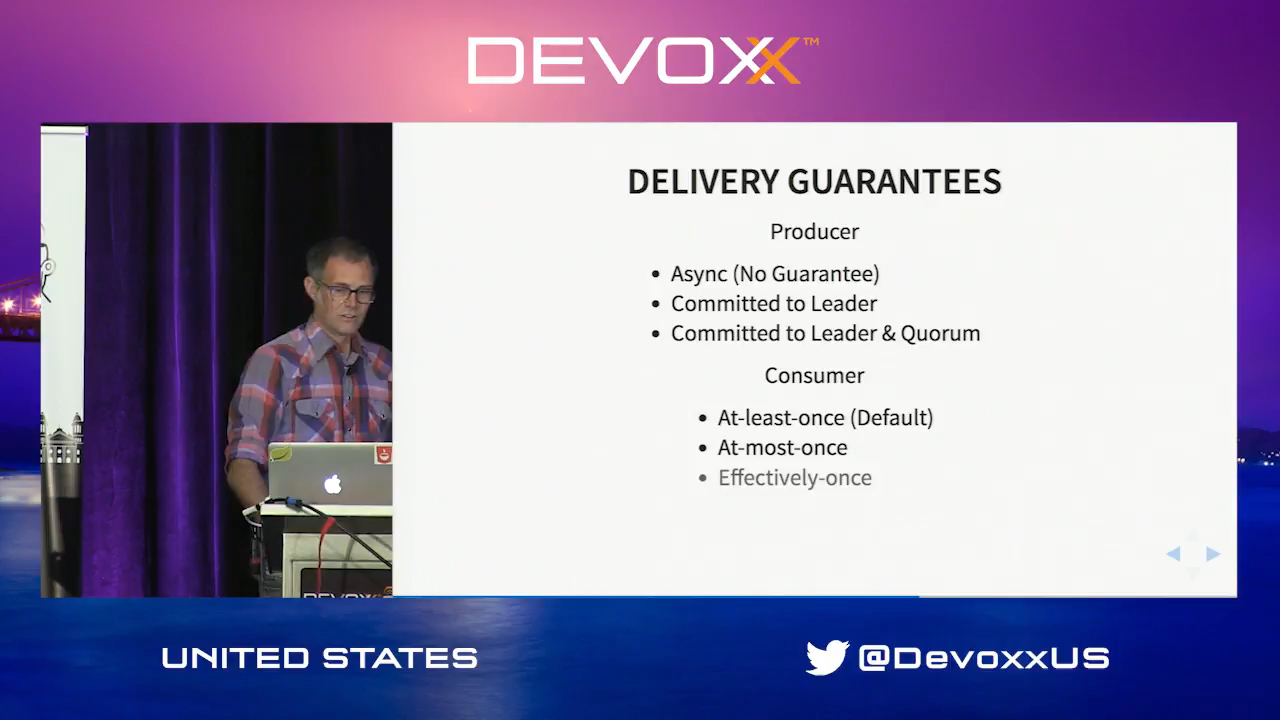 DEVOXX™
DELIVERY GUARANTEES
Producer
• Async (No Guarantee)
• Committed to Leader
• Committed to Leader & Quorum
Consumer
• At-least-once (Default)
• At-most-once
• Effectively-once
DEVOXX
UNITED STATES
@DevoxxUS